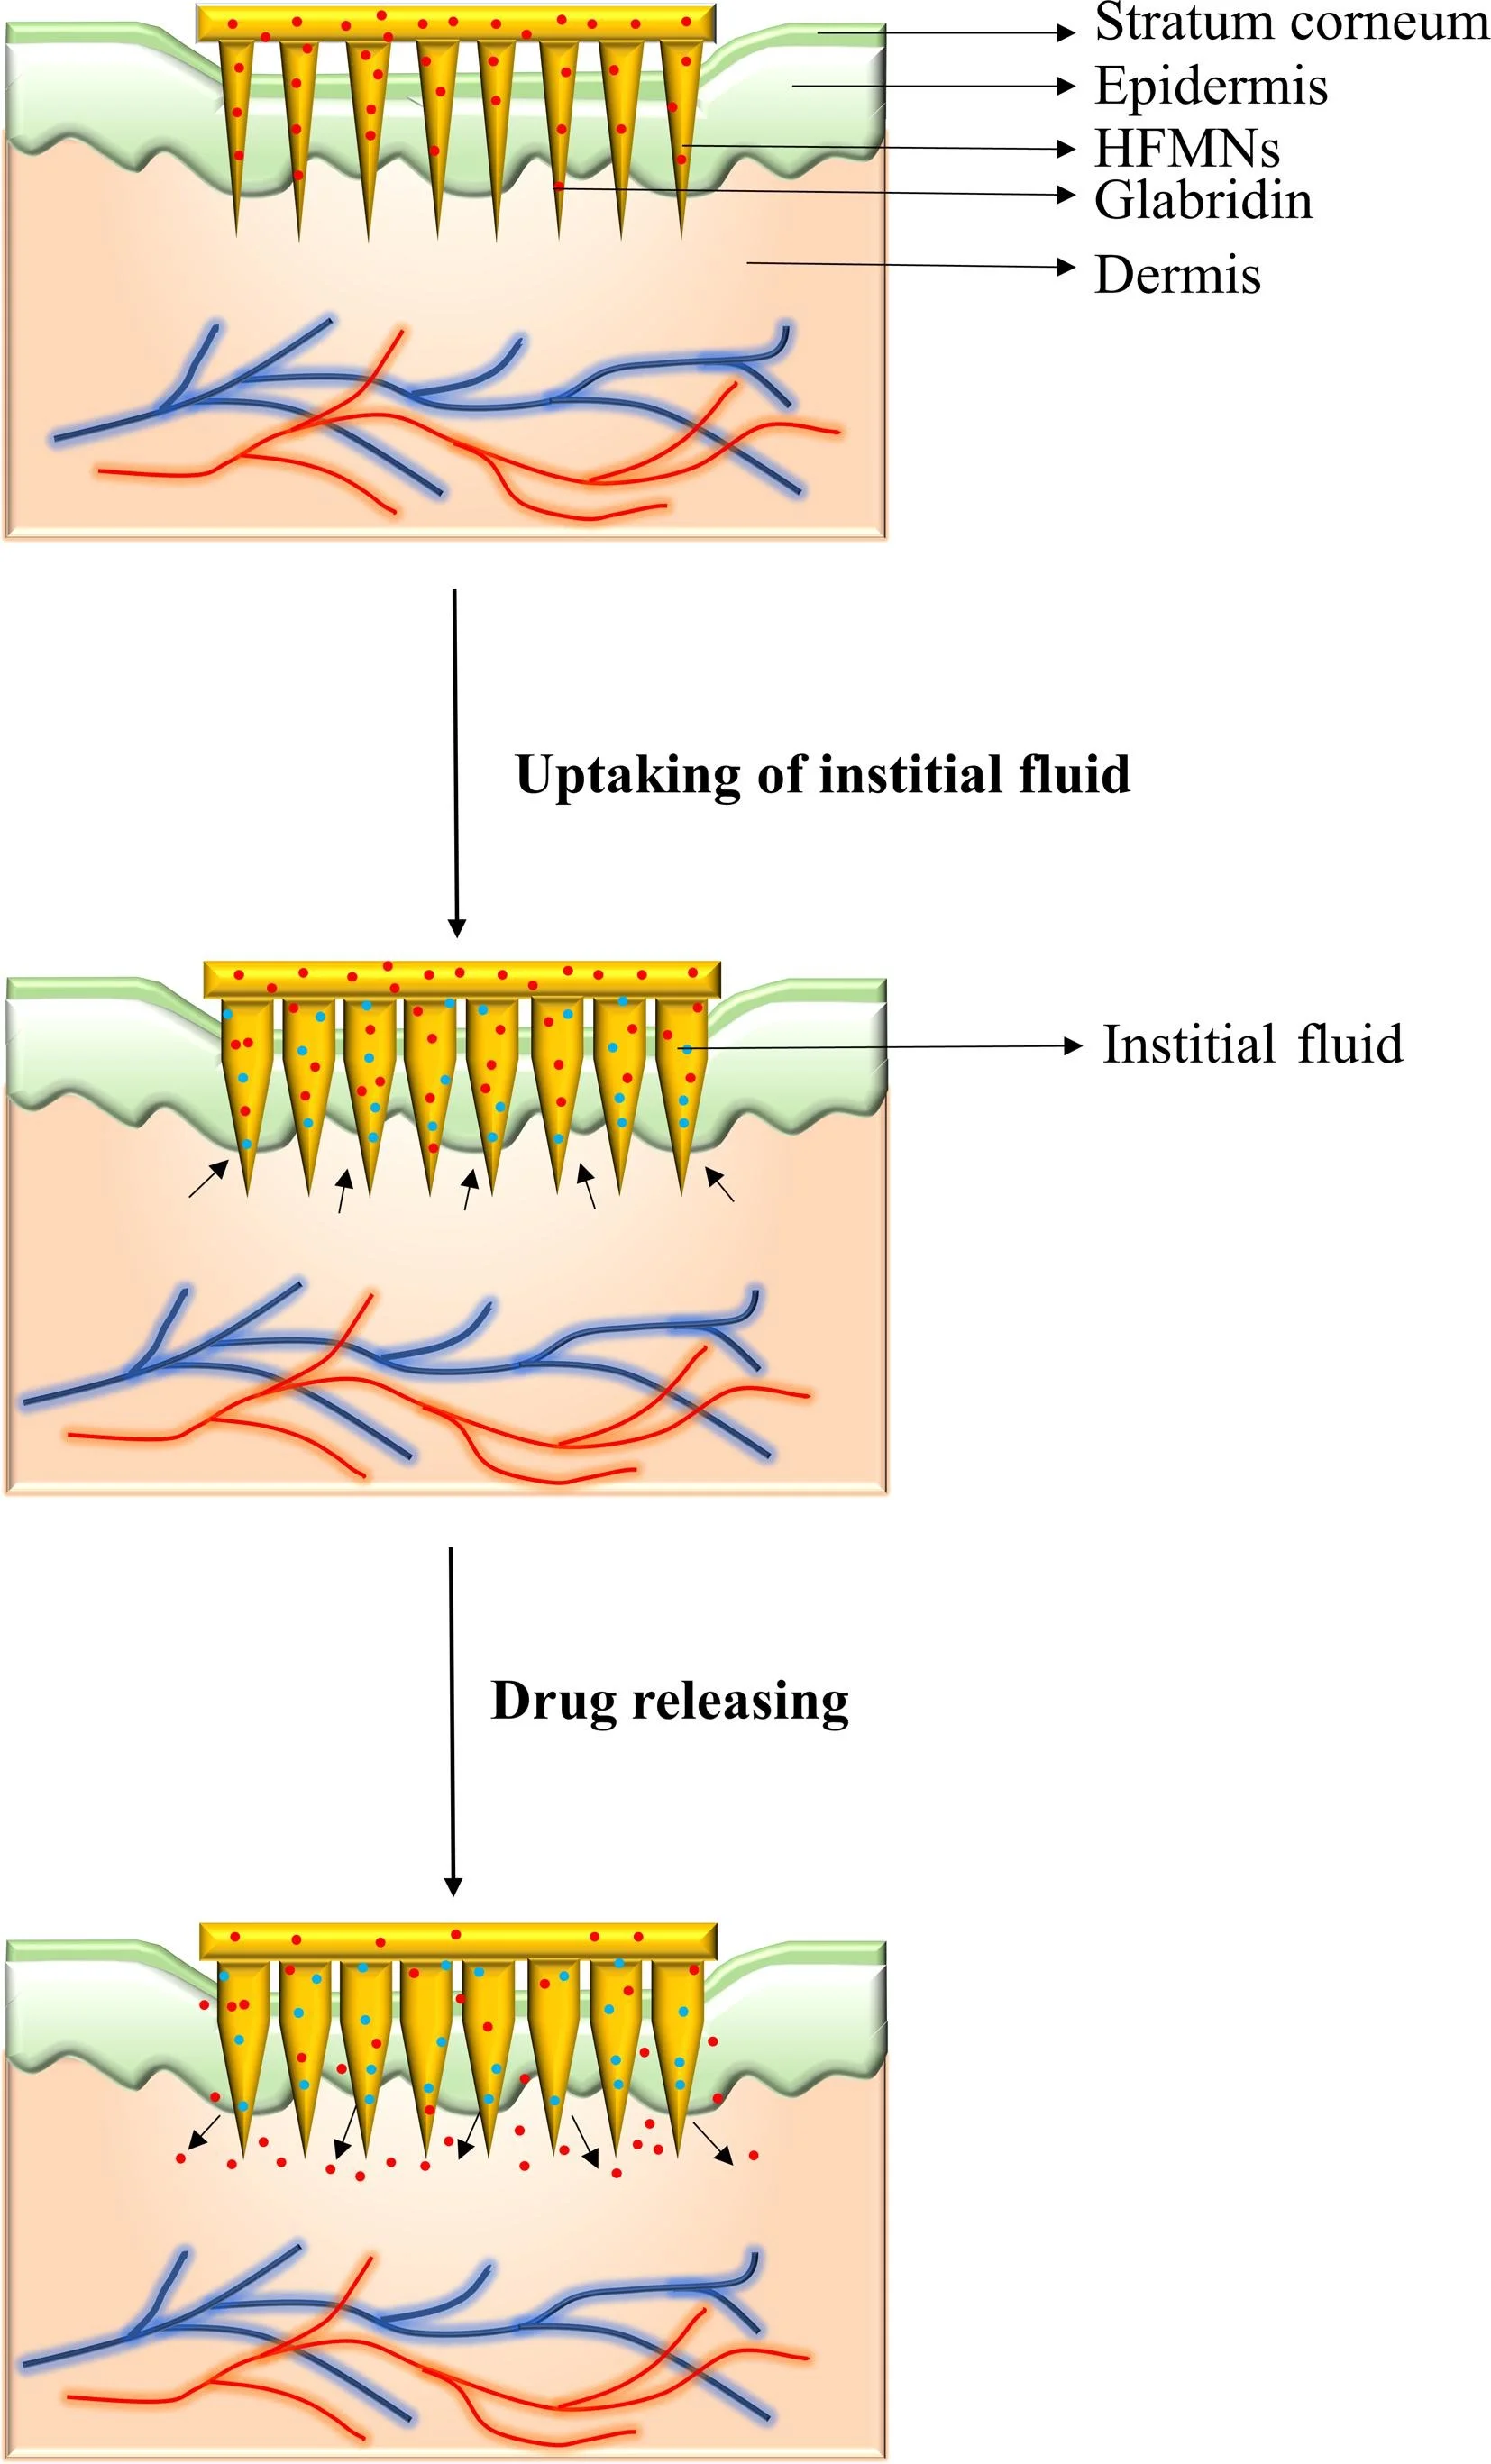 Stratum corneum
Epidermis
HFMNs
Glabridin
Dermis
Uptaking of institial fluid
Institial fluid
Drug releasing